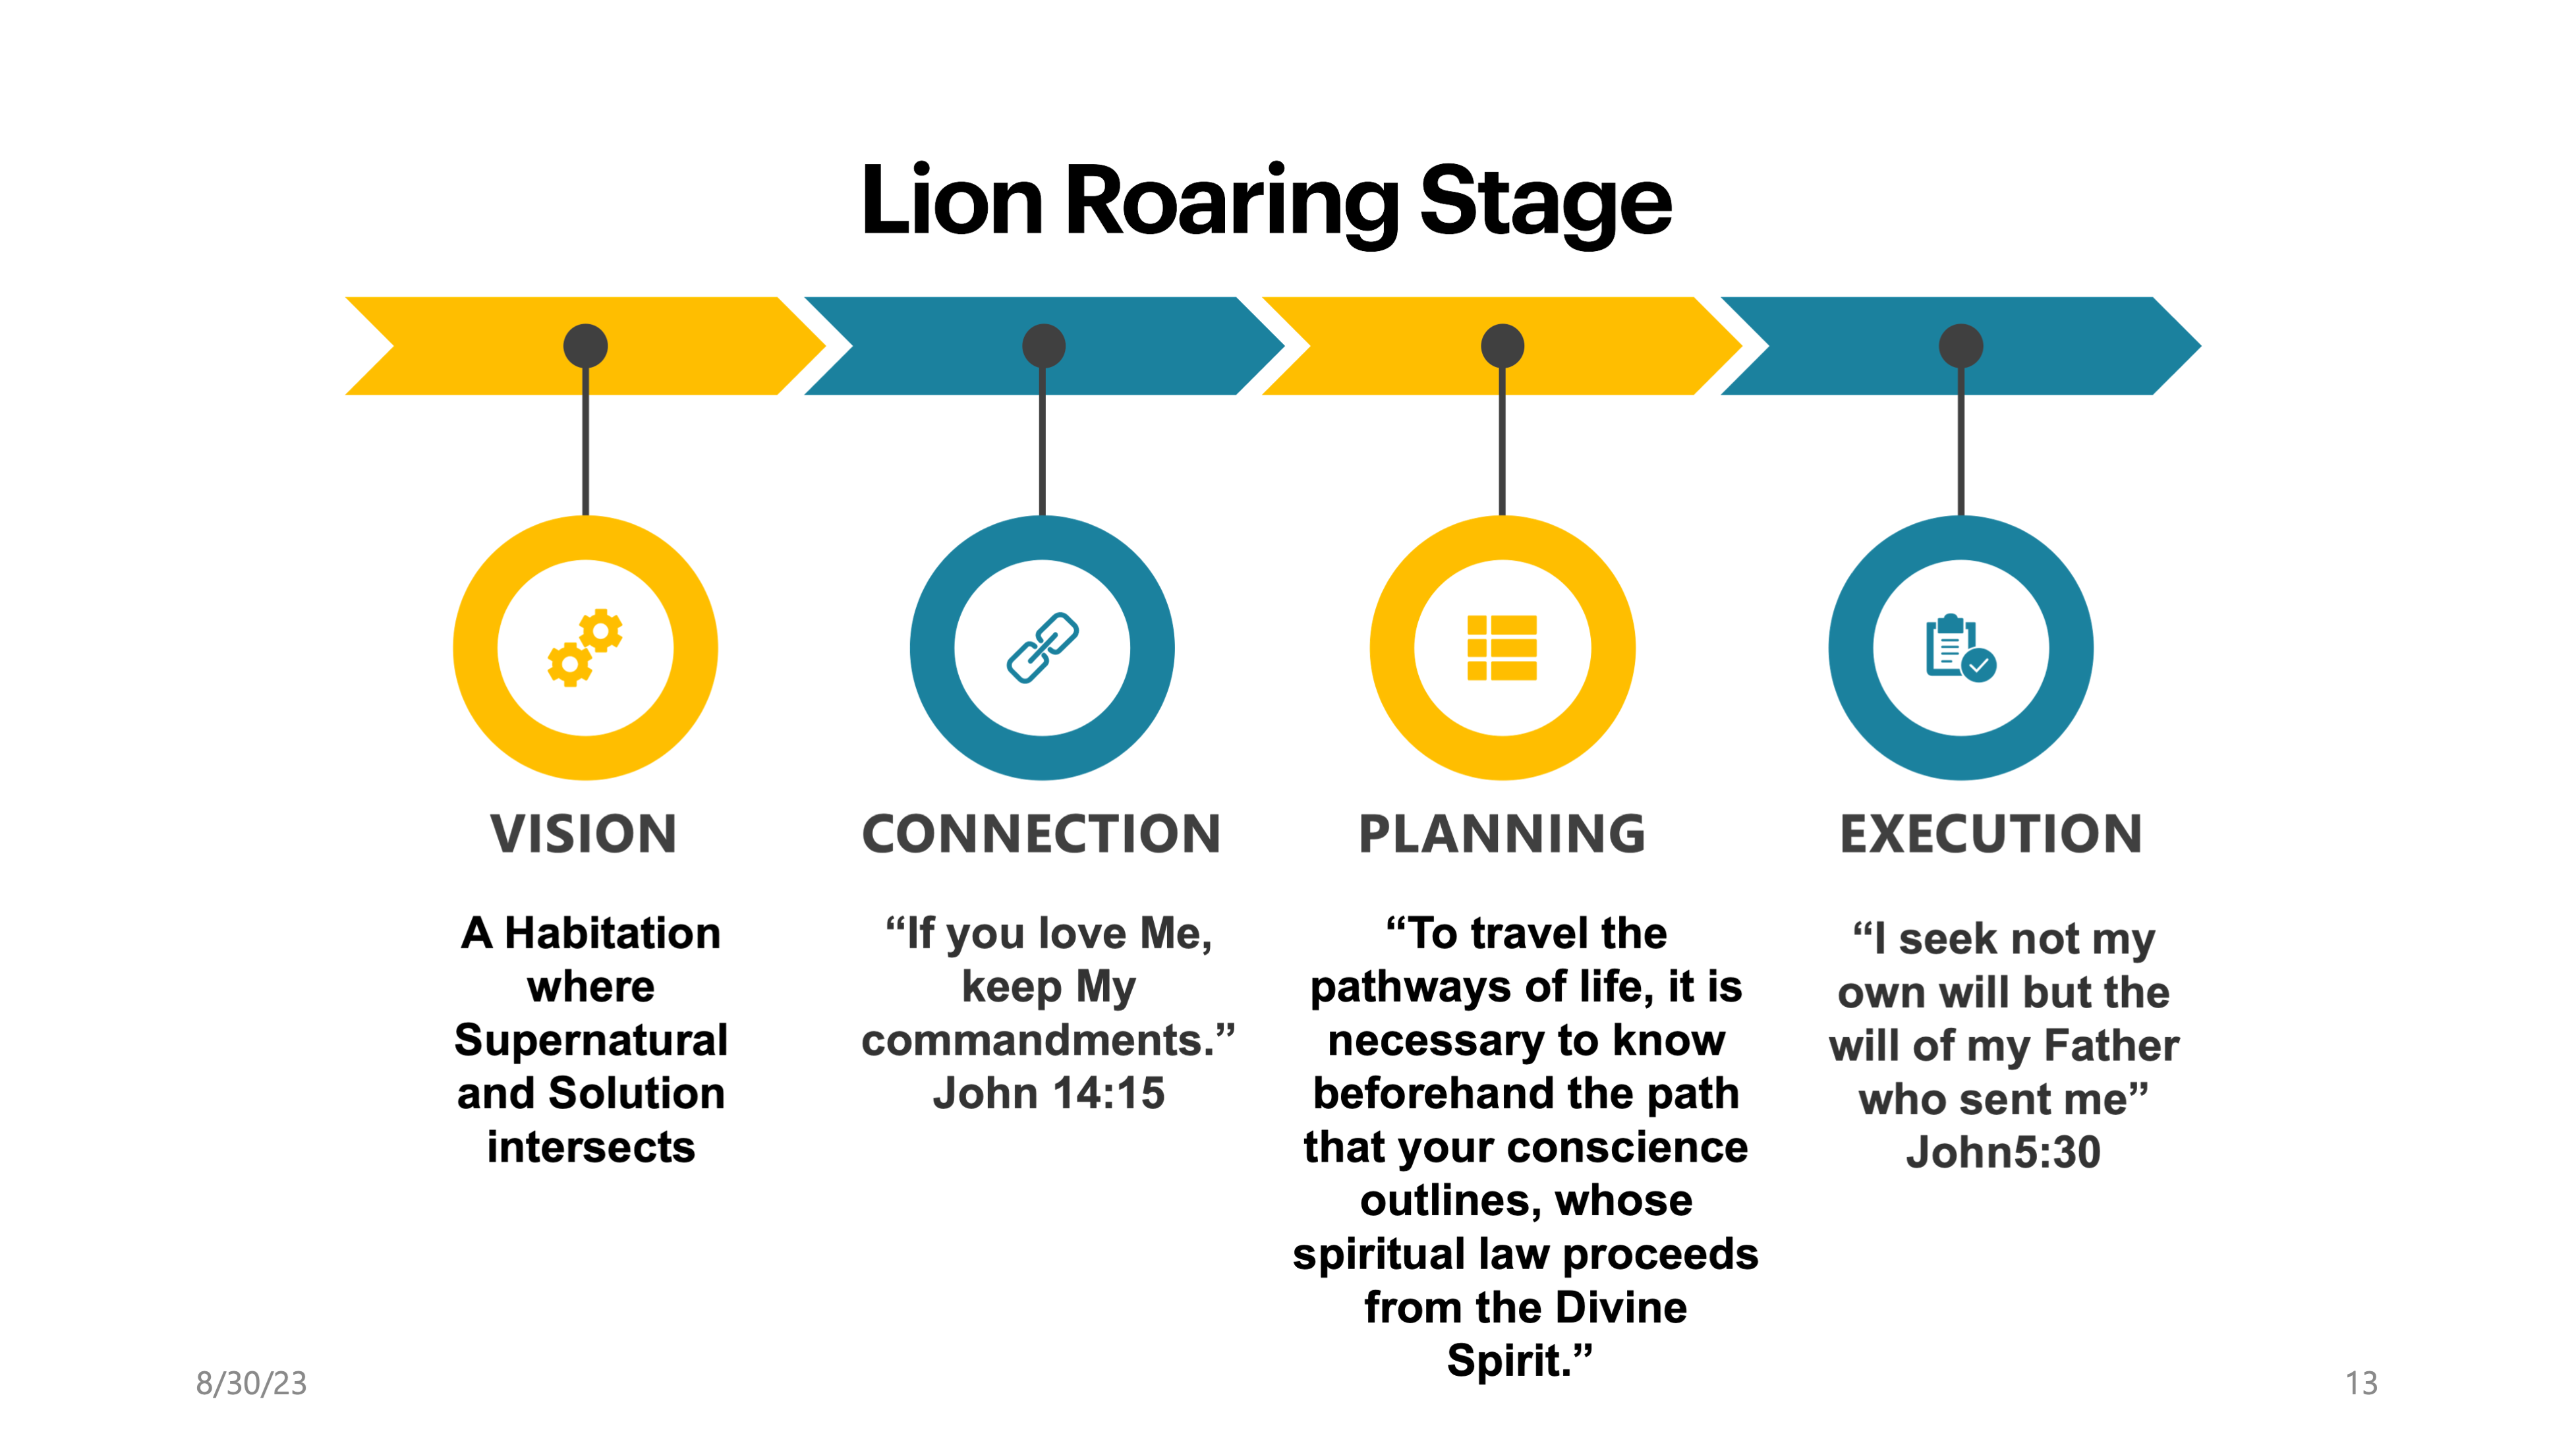 Lion Roaring Stage
VISION
A Habitation
where
Supernatural
and Solution
intersects
CONNECTION
“If you love Me,
keep My
commandments.”
John 14:15
PLANNING
“To travel the
pathways of life, it is
necessary to know
beforehand the path
that your conscience
outlines, whose
spiritual law proceeds
from the Divine
Spirit.”
EXECUTION
“I seek not my
own will but the
will of my Father
who sent me”
John5:30
8/30/23
13